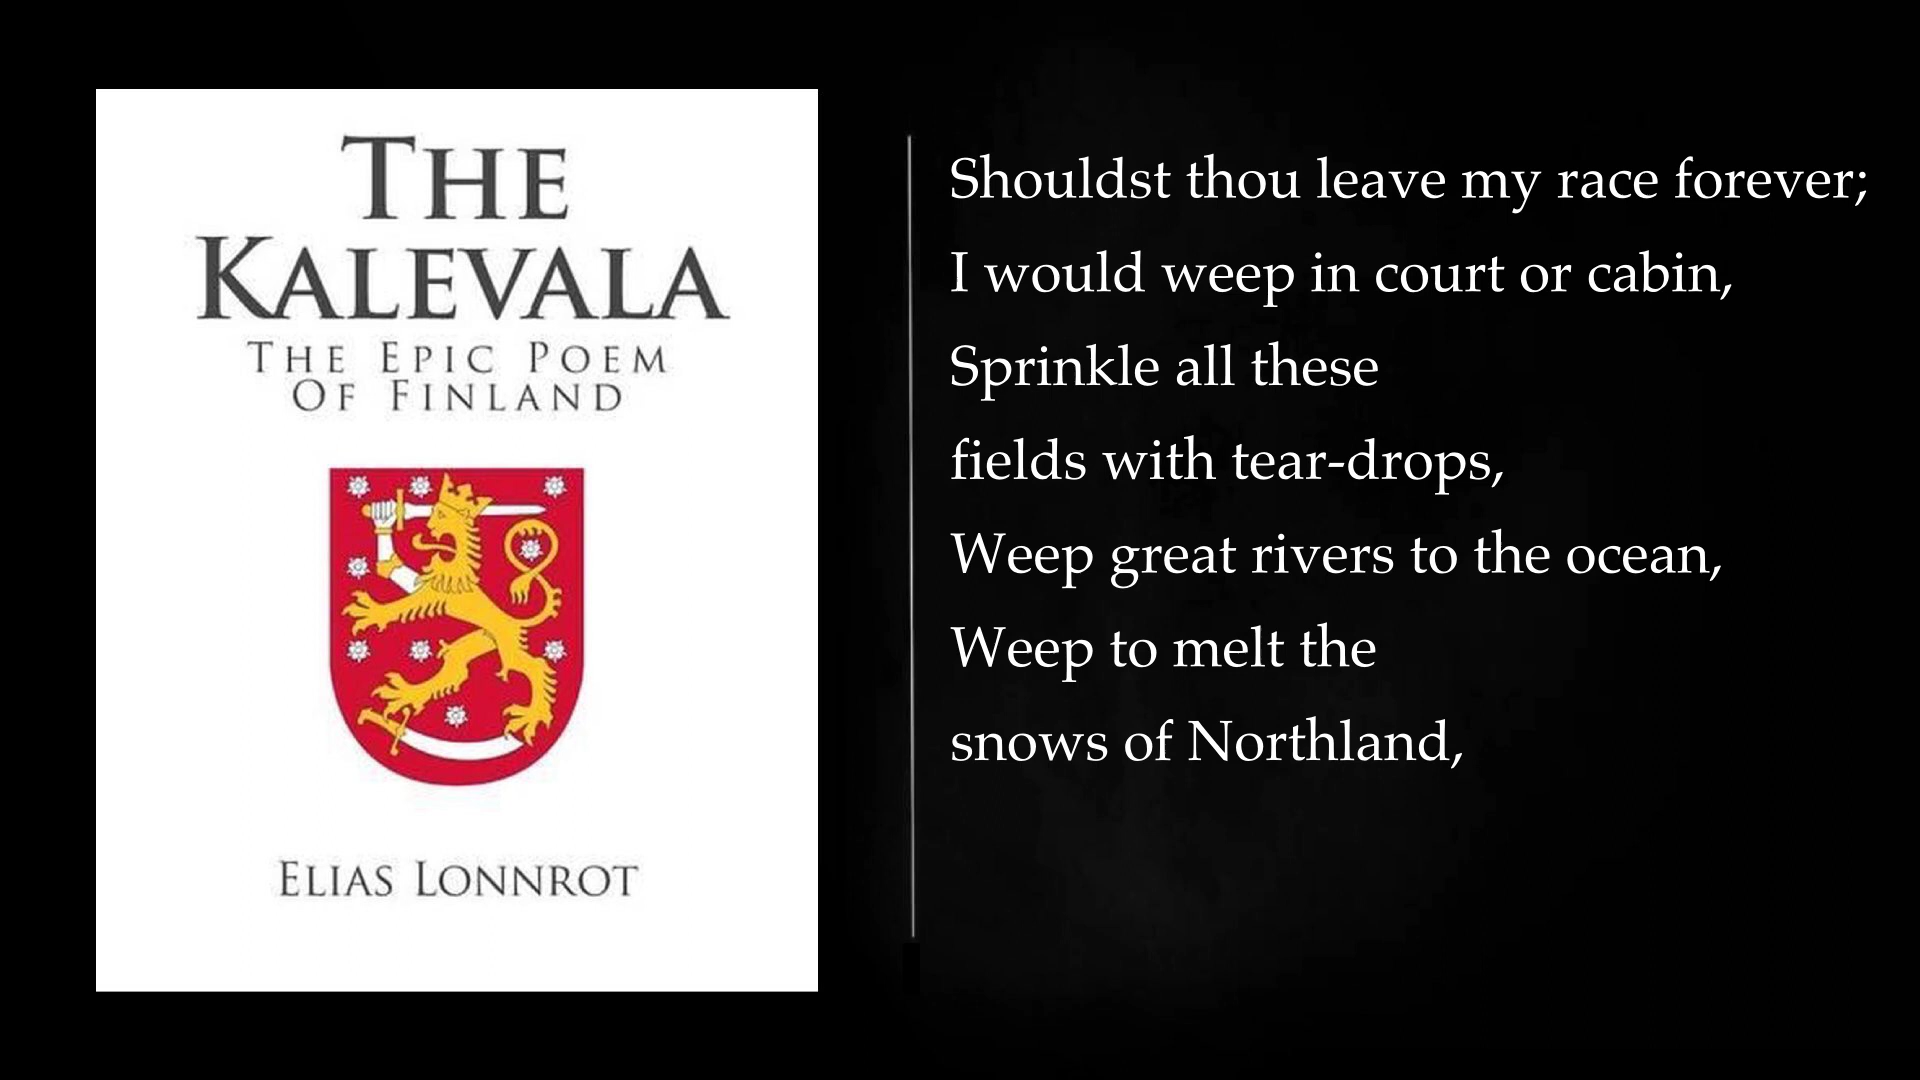 THE
KALEVALA
THE EPIC POEM
OF FINLAND
ELIAS LONNROT
Shouldst thou leave my race forever;
I would weep in court or cabin,
Sprinkle all these
fields with tear-drops,
Weep great rivers to the ocean,
Weep to melt the
snows of Northland,